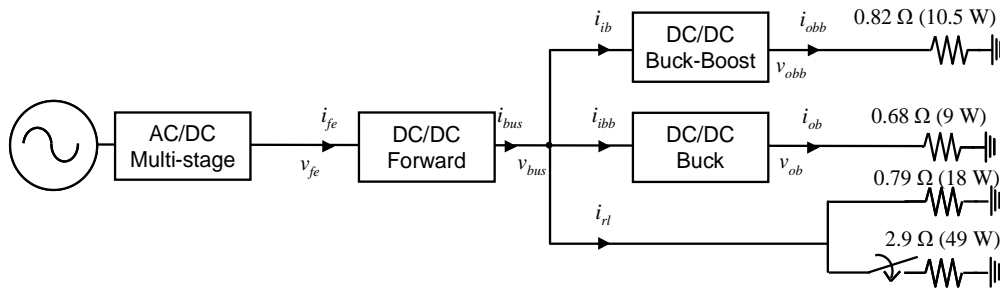 i_ib
DC/DC
Buck-Boost
i_obb
v_obb
0.82 Ω (10.5 W)
AC/DC
Multi-stage
i_fe
v_fe
DC/DC
Forward
i_bus
v_bus
i_ibb
DC/DC
Buck
i_ob
v_ob
0.68 Ω (9 W)
i_rl
0.79 Ω (18 W)
2.9 Ω (49 W)